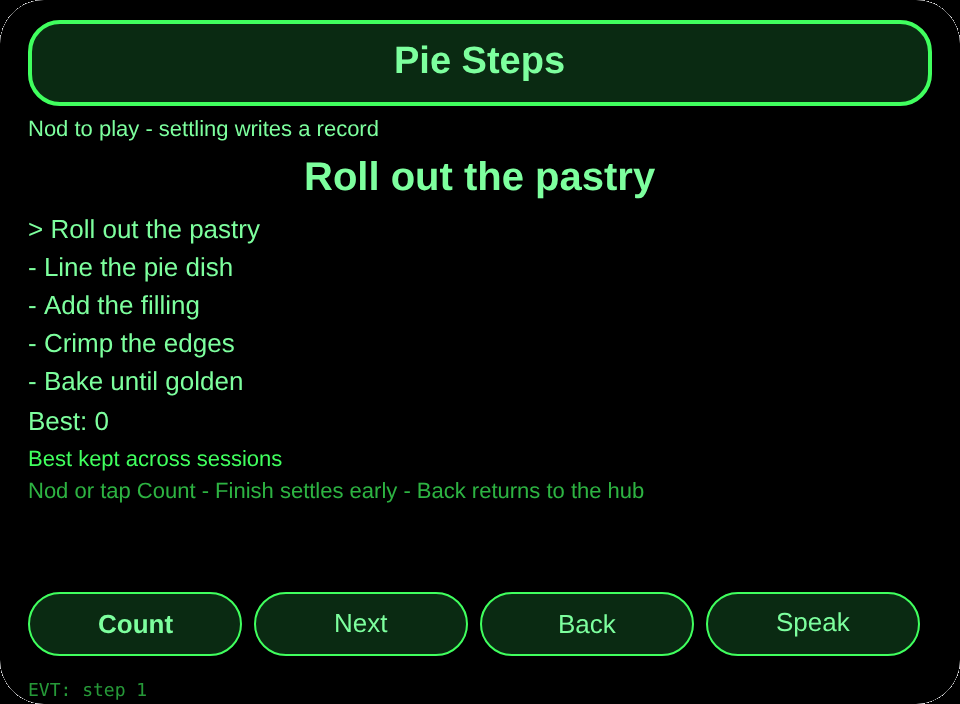 Pie Steps
Nod to play - settling writes a record
Roll out the pastry
> Roll out the pastry
- Line the pie dish
- Add the filling
- Crimp the edges
- Bake until golden
Best: 0
Best kept across sessions
Nod or tap Count - Finish settles early - Back returns to the hub
Count Next Back Speak
EVT: step 1